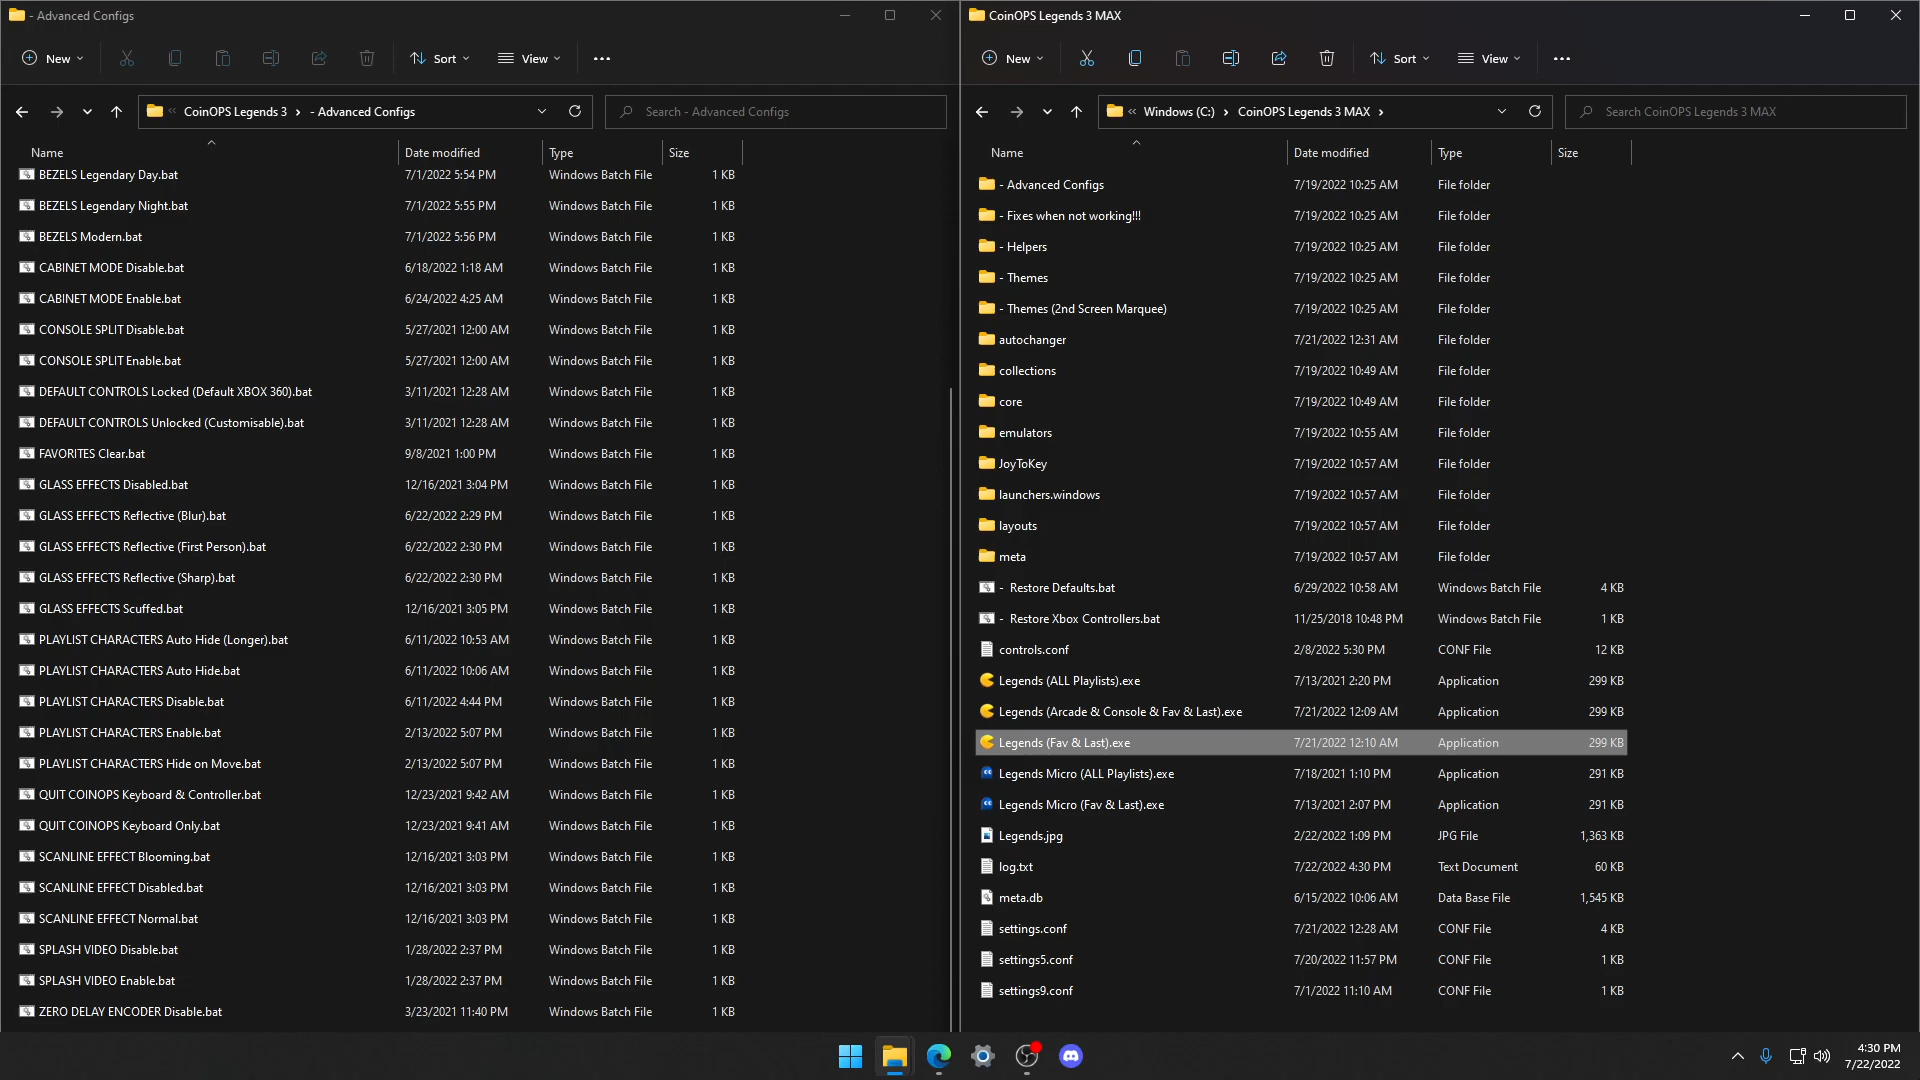 - Advanced Configs
New
Sort
View
CoinOPS Legends 3
- Advanced Configs
Search - Advanced Configs
Name Date modified Type Size
BEZELS Legendary Day.bat 7/1/2022 5:54 PM Windows Batch File 1 KB
BEZELS Legendary Night.bat 7/1/2022 5:55 PM Windows Batch File 1 KB
BEZELS Modern.bat 7/1/2022 5:56 PM Windows Batch File 1 KB
CABINET MODE Disable.bat 6/18/2022 1:18 AM Windows Batch File 1 KB
CABINET MODE Enable.bat 6/24/2022 4:25 AM Windows Batch File 1 KB
CONSOLE SPLIT Disable.bat 5/27/2021 12:00 AM Windows Batch File 1 KB
CONSOLE SPLIT Enable.bat 5/27/2021 12:00 AM Windows Batch File 1 KB
DEFAULT CONTROLS Locked (Default XBOX 360).bat 3/11/2021 12:28 AM Windows Batch File 1 KB
DEFAULT CONTROLS Unlocked (Customisable).bat 3/11/2021 12:28 AM Windows Batch File 1 KB
FAVORITES Clear.bat 9/8/2021 1:00 PM Windows Batch File 1 KB
GLASS EFFECTS Disabled.bat 12/16/2021 3:04 PM Windows Batch File 1 KB
GLASS EFFECTS Reflective (Blur).bat 6/22/2022 2:29 PM Windows Batch File 1 KB
GLASS EFFECTS Reflective (First Person).bat 6/22/2022 2:30 PM Windows Batch File 1 KB
GLASS EFFECTS Reflective (Sharp).bat 6/22/2022 2:30 PM Windows Batch File 1 KB
GLASS EFFECTS Scuffed.bat 12/16/2021 3:05 PM Windows Batch File 1 KB
PLAYLIST CHARACTERS Auto Hide (Longer).bat 6/11/2022 10:53 AM Windows Batch File 1 KB
PLAYLIST CHARACTERS Auto Hide.bat 6/11/2022 10:06 AM Windows Batch File 1 KB
PLAYLIST CHARACTERS Disable.bat 6/11/2022 4:44 PM Windows Batch File 1 KB
PLAYLIST CHARACTERS Enable.bat 2/13/2022 5:07 PM Windows Batch File 1 KB
PLAYLIST CHARACTERS Hide on Move.bat 2/13/2022 5:07 PM Windows Batch File 1 KB
QUIT COINOPS Keyboard & Controller.bat 12/23/2021 9:42 AM Windows Batch File 1 KB
QUIT COINOPS Keyboard Only.bat 12/23/2021 9:41 AM Windows Batch File 1 KB
SCANLINE EFFECT Blooming.bat 12/16/2021 3:03 PM Windows Batch File 1 KB
SCANLINE EFFECT Disabled.bat 12/16/2021 3:03 PM Windows Batch File 1 KB
SCANLINE EFFECT Normal.bat 12/16/2021 3:03 PM Windows Batch File 1 KB
SPLASH VIDEO Disable.bat 1/28/2022 2:37 PM Windows Batch File 1 KB
SPLASH VIDEO Enable.bat 1/28/2022 2:37 PM Windows Batch File 1 KB
ZERO DELAY ENCODER Disable.bat 3/23/2021 11:40 PM Windows Batch File 1 KB
CoinOPS Legends 3 MAX
New
Sort
View
Windows (C:)
CoinOPS Legends 3 MAX
Search CoinOPS Legends 3 MAX
Name Date modified Type Size
- Advanced Configs 7/19/2022 10:25 AM File folder
- Fixes when not working!!! 7/19/2022 10:25 AM File folder
- Helpers 7/19/2022 10:25 AM File folder
- Themes 7/19/2022 10:25 AM File folder
- Themes (2nd Screen Marquee) 7/19/2022 10:25 AM File folder
autochanger 7/21/2022 12:31 AM File folder
collections 7/19/2022 10:49 AM File folder
core 7/19/2022 10:49 AM File folder
emulators 7/19/2022 10:55 AM File folder
JoyToKey 7/19/2022 10:57 AM File folder
launchers.windows 7/19/2022 10:57 AM File folder
layouts 7/19/2022 10:57 AM File folder
meta 7/19/2022 10:57 AM File folder
- Restore Defaults.bat 6/29/2022 10:58 AM Windows Batch File 4 KB
- Restore Xbox Controllers.bat 11/25/2018 10:48 PM Windows Batch File 1 KB
controls.conf 2/8/2022 5:30 PM CONF File 12 KB
Legends (ALL Playlists).exe 7/13/2021 2:20 PM Application 299 KB
Legends (Arcade & Console & Fav & Last).exe 7/21/2022 12:09 AM Application 299 KB
Legends (Fav & Last).exe 7/21/2022 12:10 AM Application 299 KB
Legends Micro (ALL Playlists).exe 7/18/2021 1:10 PM Application 291 KB
Legends Micro (Fav & Last).exe 7/13/2021 2:07 PM Application 291 KB
Legends.jpg 2/22/2022 1:09 PM JPG File 1,363 KB
log.txt 7/22/2022 4:30 PM Text Document 60 KB
meta.db 6/15/2022 10:06 AM Data Base File 1,545 KB
settings.conf 7/21/2022 12:28 AM CONF File 4 KB
settings5.conf 7/20/2022 11:57 PM CONF File 1 KB
settings9.conf 7/1/2022 11:10 AM CONF File 1 KB
4:30 PM
7/22/2022